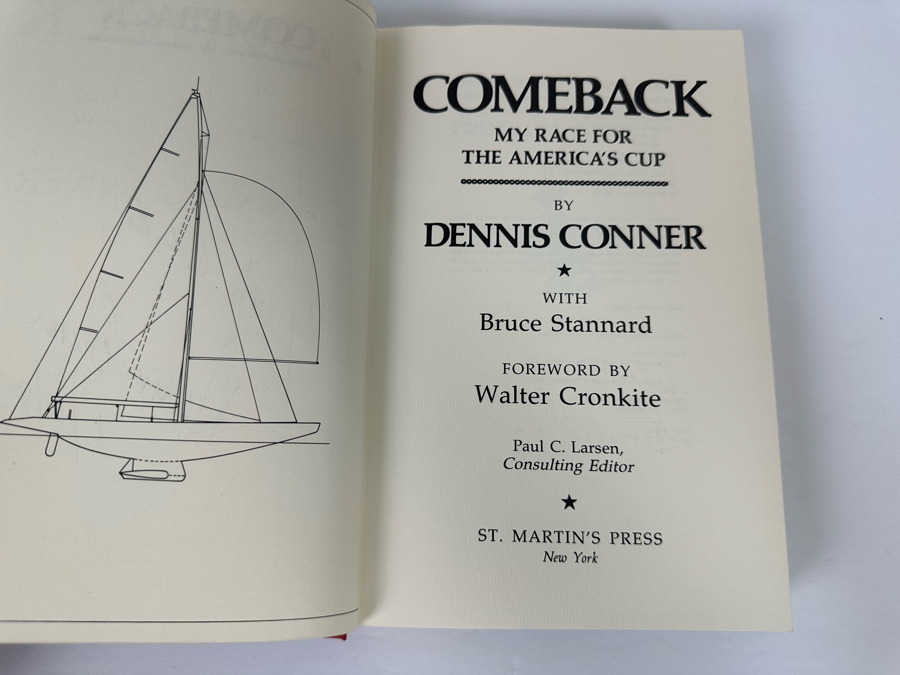 COMEBACK
MY RACE FOR
THE AMERICA'S CUP
BY
DENNIS CONNER
★
WITH
Bruce Stannard
FOREWORD BY
Walter Cronkite
Paul C. Larsen,
Consulting Editor
★
ST. MARTIN'S PRESS
New York